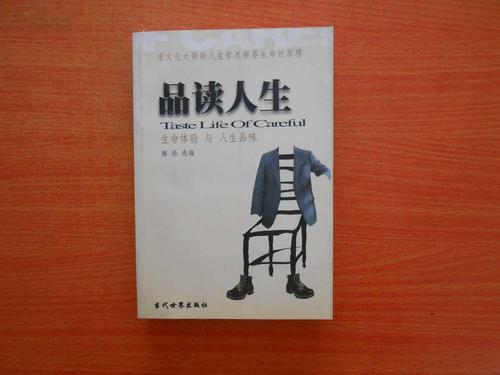 用文化大师的人生哲思解答生命的原理
品读人生
Taste Life Of Careful
生命体验 与 人生品味
选编
当代世界出版社